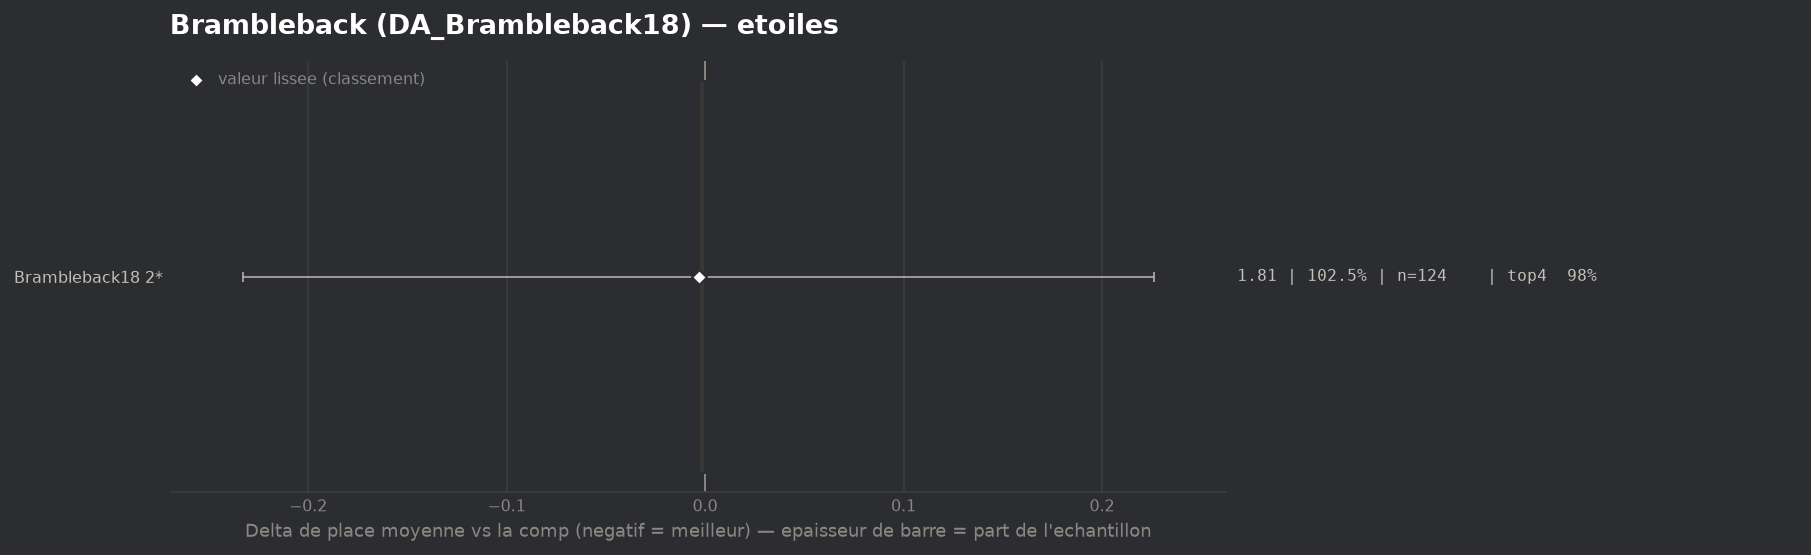 Brambleback (DA_Brambleback18) — etoiles
valeur lissee (classement)
Brambleback18 2*
1.81 | 102.5% | n=124    | top4  98%
−0.2
−0.1
0.0
0.1
0.2
Delta de place moyenne vs la comp (negatif = meilleur) — epaisseur de barre = part de l'echantillon